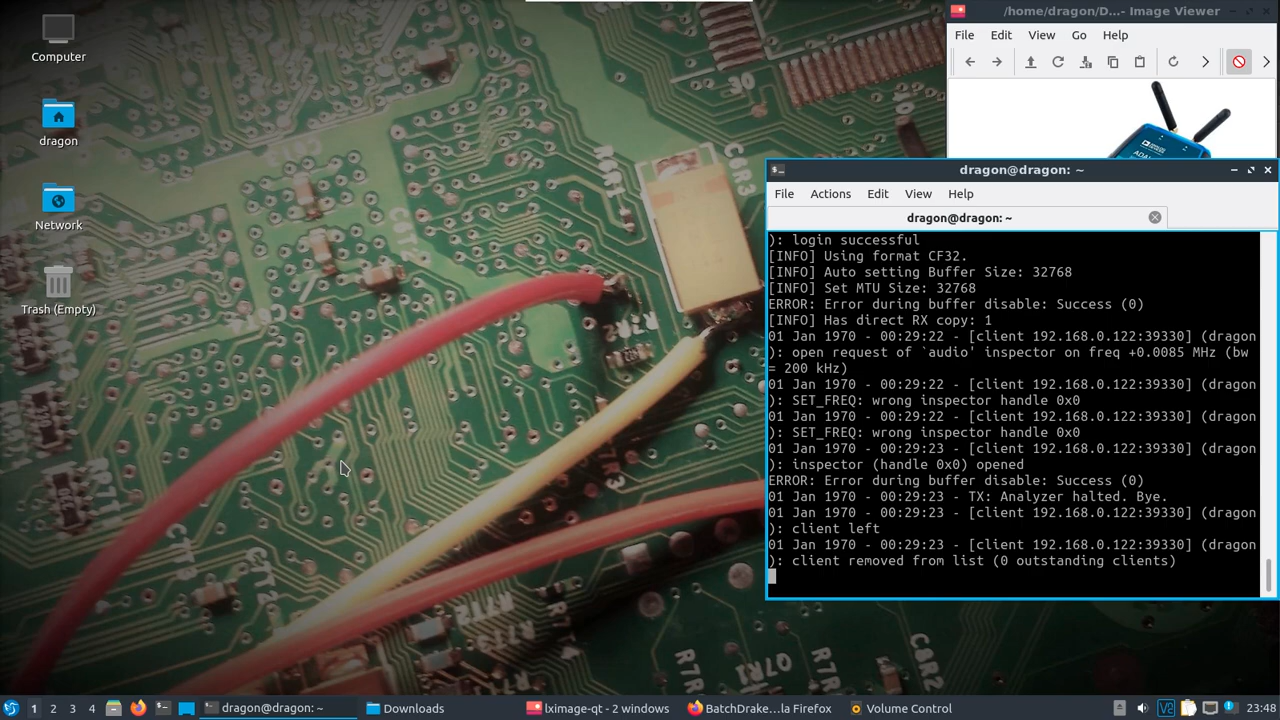 Computer
dragon
Network
Trash (Empty)
/home/dragon/D…- Image Viewer
File Edit View Go Help
dragon@dragon: ~
File Actions Edit View Help
dragon@dragon: ~
): login successful
[INFO] Using format CF32.
[INFO] Auto setting Buffer Size: 32768
[INFO] Set MTU Size: 32768
ERROR: Error during buffer disable: Success (0)
[INFO] Has direct RX copy: 1
01 Jan 1970 - 00:29:22 - [client 192.168.0.122:39330] (dragon
): open request of `audio' inspector on freq +0.0085 MHz (bw
= 200 kHz)
01 Jan 1970 - 00:29:22 - [client 192.168.0.122:39330] (dragon
): SET_FREQ: wrong inspector handle 0x0
01 Jan 1970 - 00:29:22 - [client 192.168.0.122:39330] (dragon
): SET_FREQ: wrong inspector handle 0x0
01 Jan 1970 - 00:29:23 - [client 192.168.0.122:39330] (dragon
): inspector (handle 0x0) opened
ERROR: Error during buffer disable: Success (0)
01 Jan 1970 - 00:29:23 - TX: Analyzer halted. Bye.
01 Jan 1970 - 00:29:23 - [client 192.168.0.122:39330] (dragon
): client left
01 Jan 1970 - 00:29:23 - [client 192.168.0.122:39330] (dragon
): client removed from list (0 outstanding clients)
C6R3
C6R2
R7R
1 2 3 4 dragon@dragon: ~ Downloads lximage-qt - 2 windows BatchDrake…la Firefox Volume Control V2 23:48